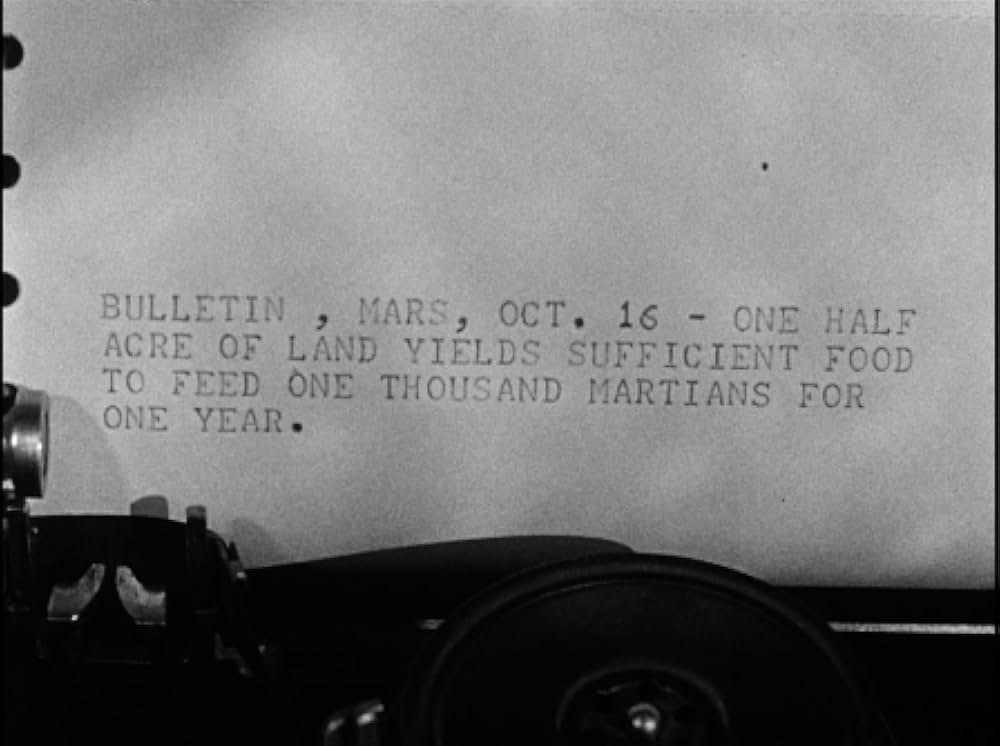 BULLETIN , MARS, OCT. 16 - ONE HALF
ACRE OF LAND YIELDS SUFFICIENT FOOD
TO FEED ONE THOUSAND MARTIANS FOR
ONE YEAR.